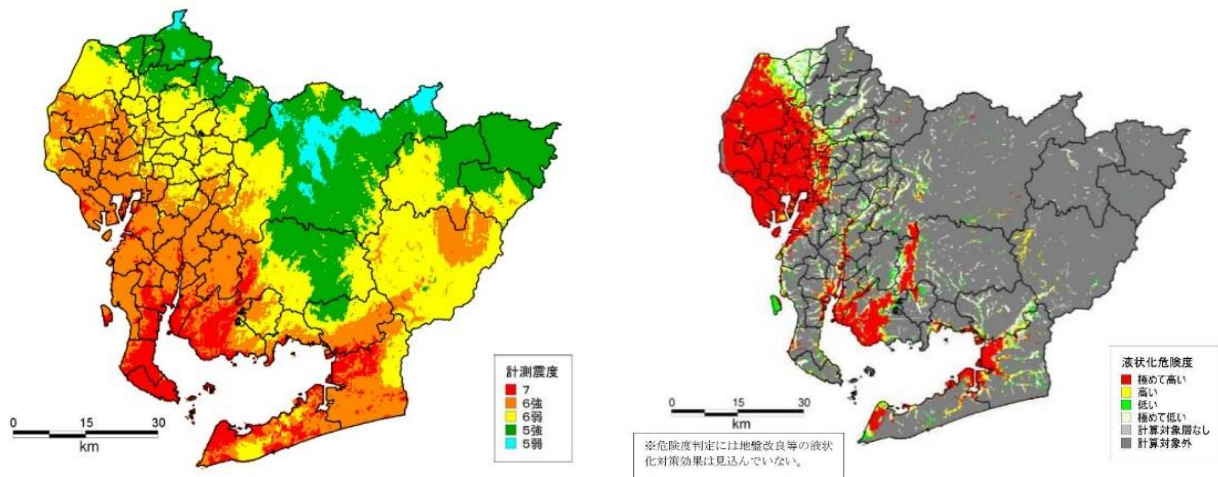 計測震度
7
6強
6弱
5強
5弱
0 15 30
km
液状化危険度
極めて高い
高い
低い
極めて低い
計算対象層なし
計算対象外
0 15 30
km
※危険度判定には地盤改良等の液状
化対策効果は見込んでいない。